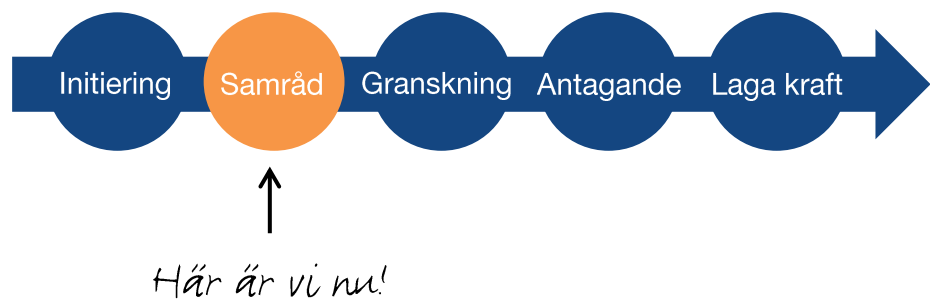 Initiering Samråd Granskning Antagande Laga kraft
Här är vi nu!